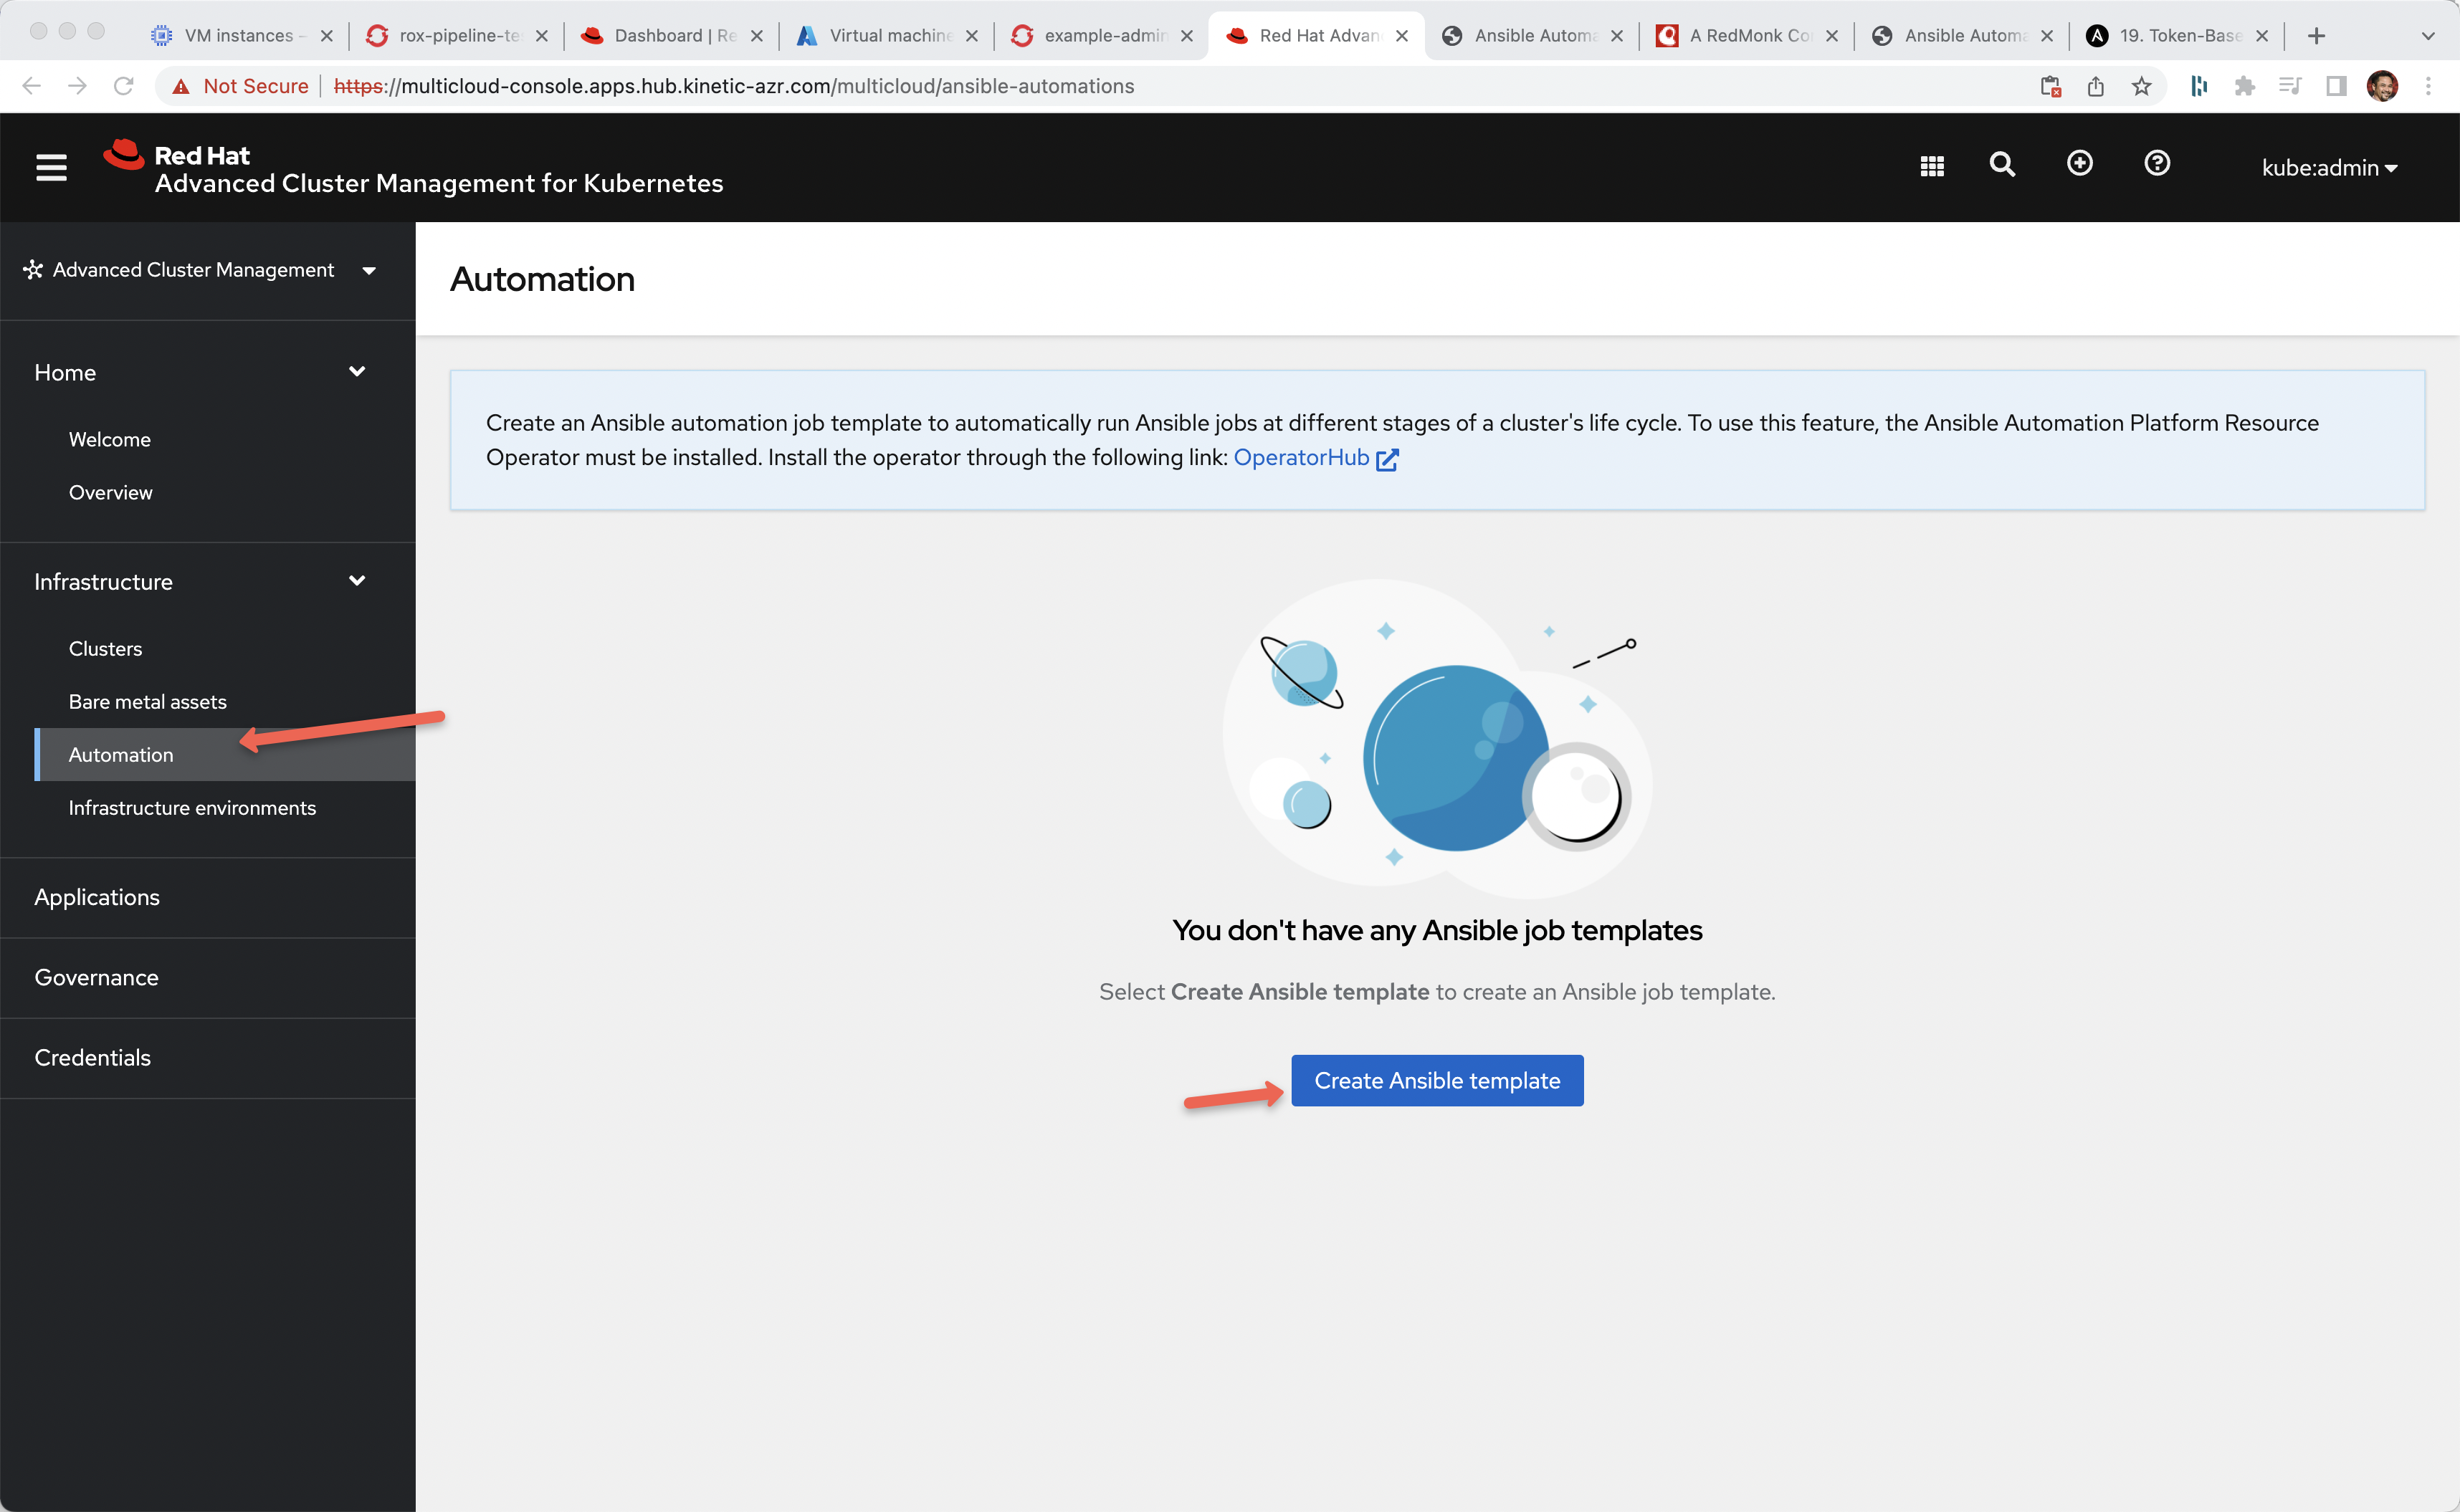 VM instances –
rox-pipeline-te
Dashboard | Re
Virtual machine
example-admin
Red Hat Advan
Ansible Automa
A RedMonk Co
Ansible Automa
19. Token-Base
Not Secure
https://multicloud-console.apps.hub.kinetic-azr.com/multicloud/ansible-automations
Red Hat
Advanced Cluster Management for Kubernetes
kube:admin
Advanced Cluster Management
Home
Welcome
Overview
Infrastructure
Clusters
Bare metal assets
Automation
Infrastructure environments
Applications
Governance
Credentials
Automation
Create an Ansible automation job template to automatically run Ansible jobs at different stages of a cluster's life cycle. To use this feature, the Ansible Automation Platform Resource
Operator must be installed. Install the operator through the following link: OperatorHub
You don't have any Ansible job templates
Select Create Ansible template to create an Ansible job template.
Create Ansible template